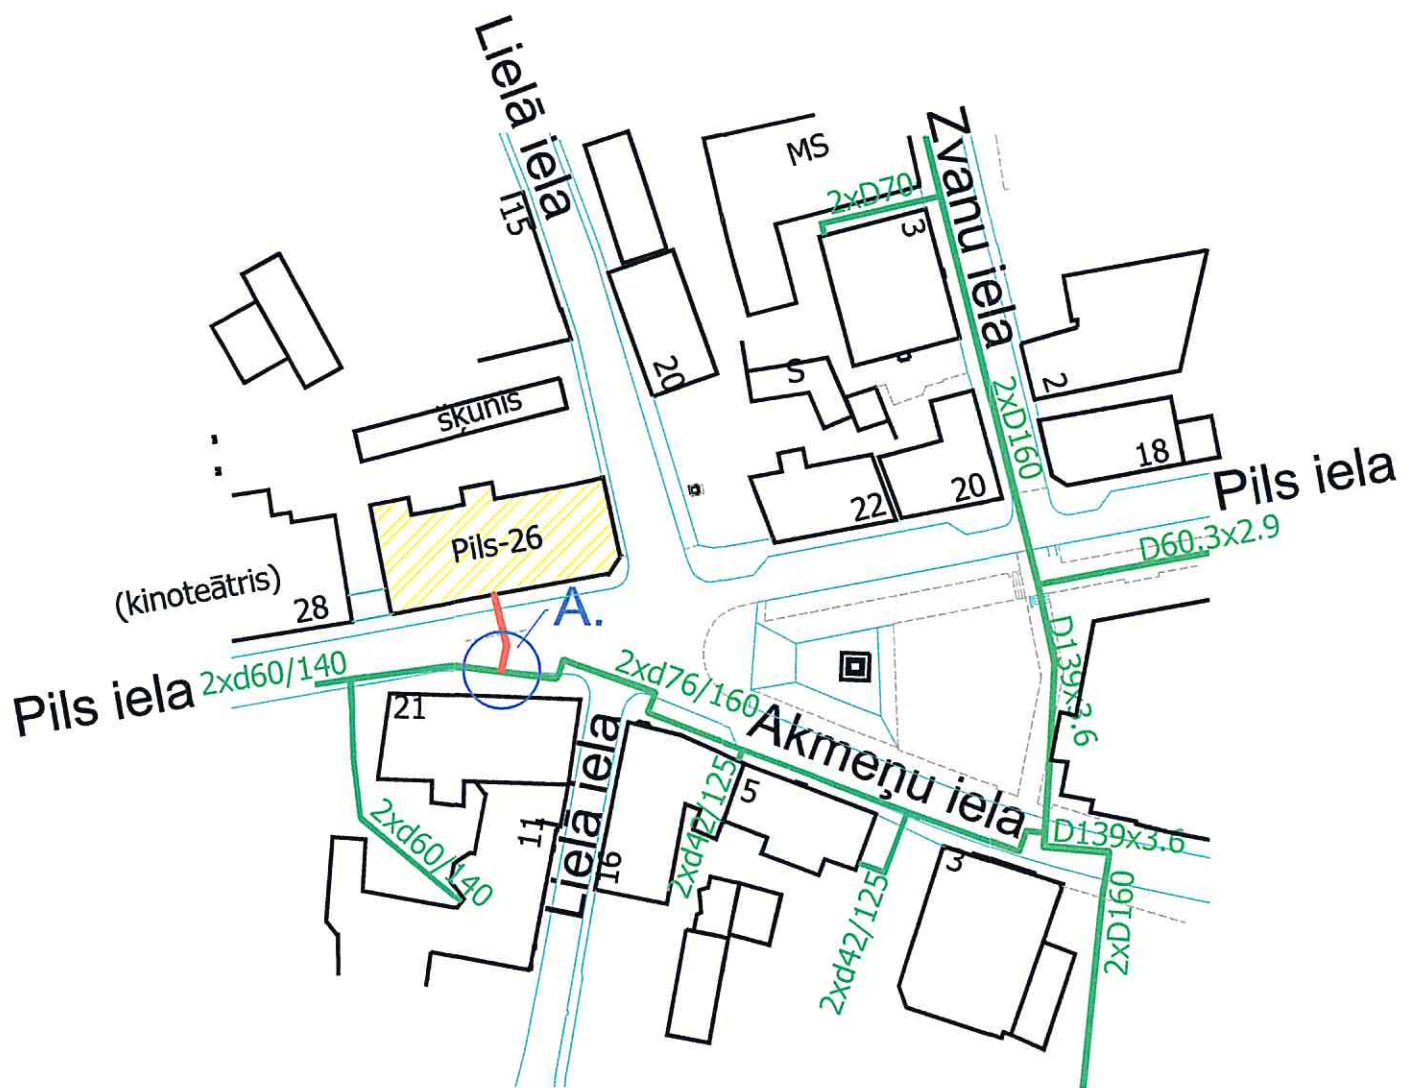 Lielā iela
15
MS
Zvanu iela
2xD70
3
20
S
2
šķunis
2xD160
18
Pils iela
22
20
Pils-26
D60.3x2.9
(kinoteātris)
28
A.
Pils iela
2xd60/140
2xd76/160
D139x3.6
21
Akmeņu iela
Lielā iela
5
2xd42/125
2xd60/140
11
16
D139x3.6
3
2xd42/125
2xD160